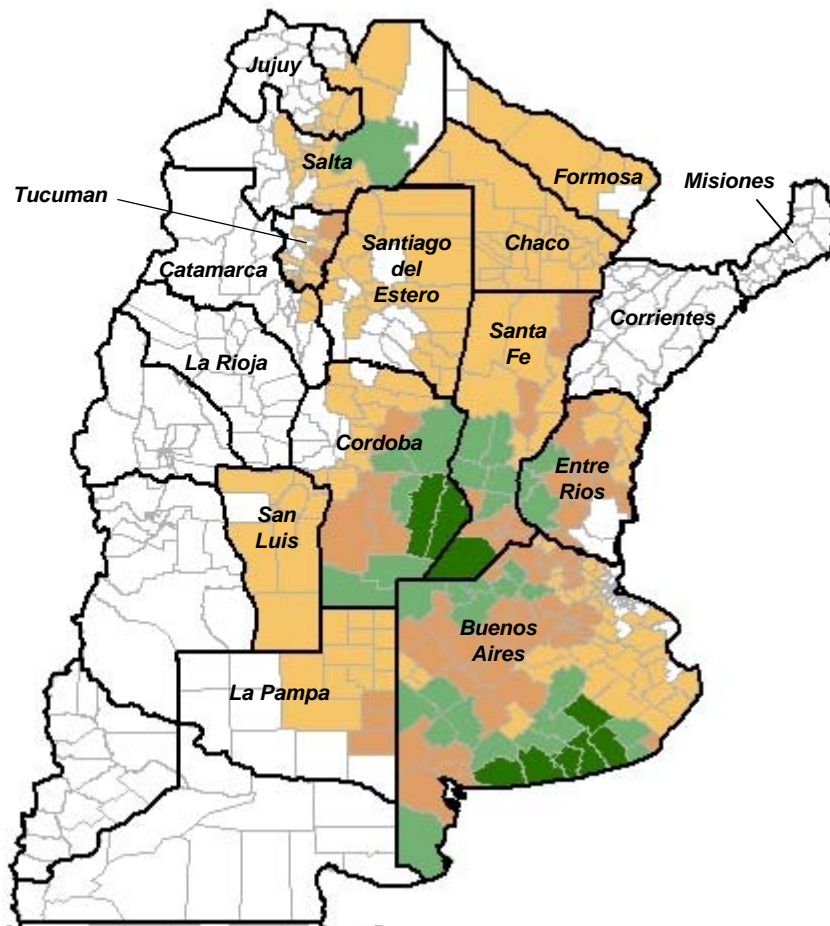 Jujuy
Salta
Formosa
Misiones
Tucuman
Santiago
del
Estero
Chaco
Catamarca
Corrientes
Santa
Fe
La Rioja
Cordoba
Entre
Rios
San
Luis
Buenos
Aires
La Pampa